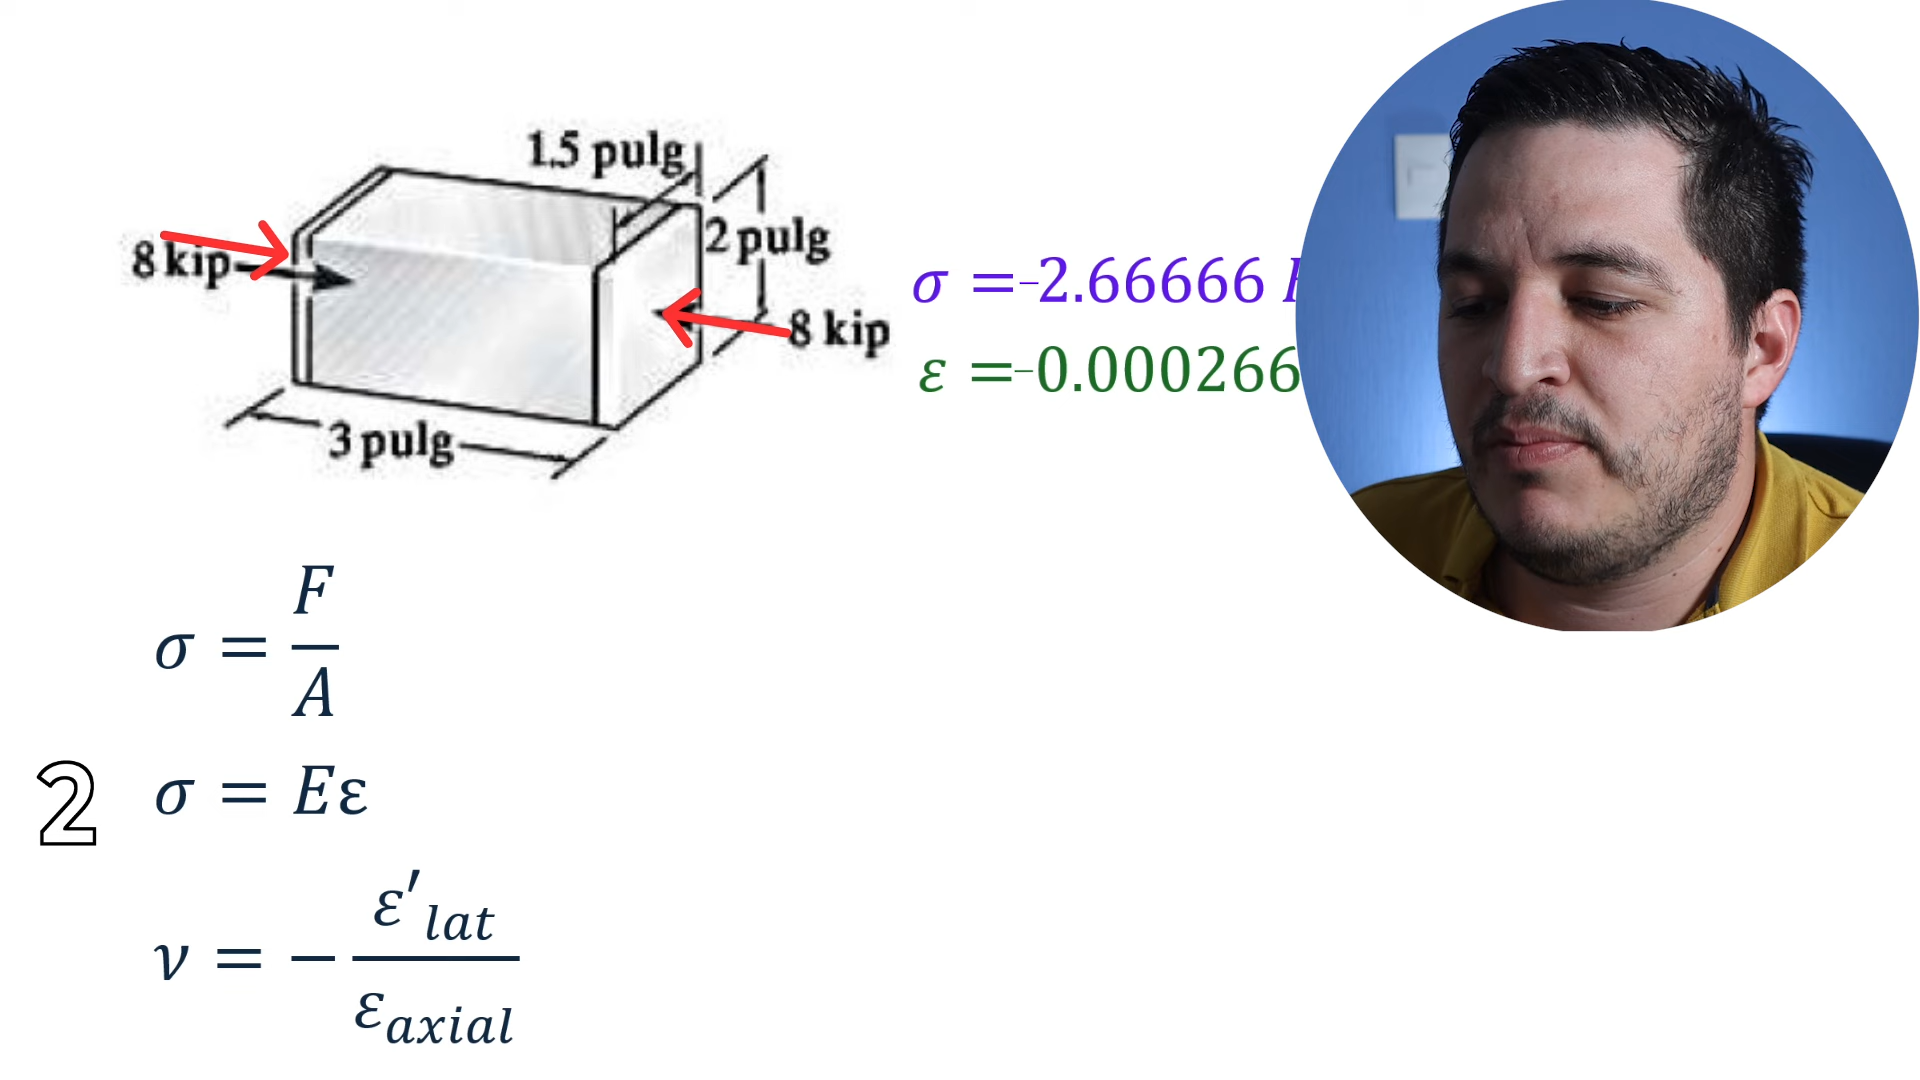 1.5 pulg
2 pulg
8 kip
8 kip
3 pulg
σ = -2.66666
ε = -0.000266
σ = F/A
2
σ = Eε
ν = - ε'lat / εaxial